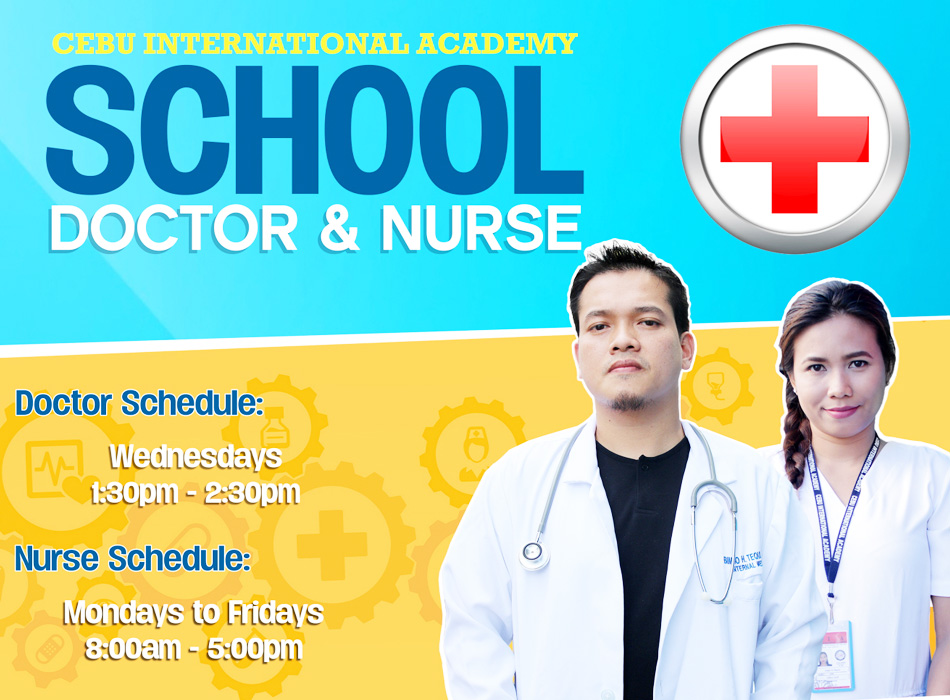 CEBU INTERNATIONAL ACADEMY
SCHOOL
DOCTOR & NURSE
Doctor Schedule:
Wednesdays
1:30pm - 2:30pm
Nurse Schedule:
Mondays to Fridays
8:00am - 5:00pm